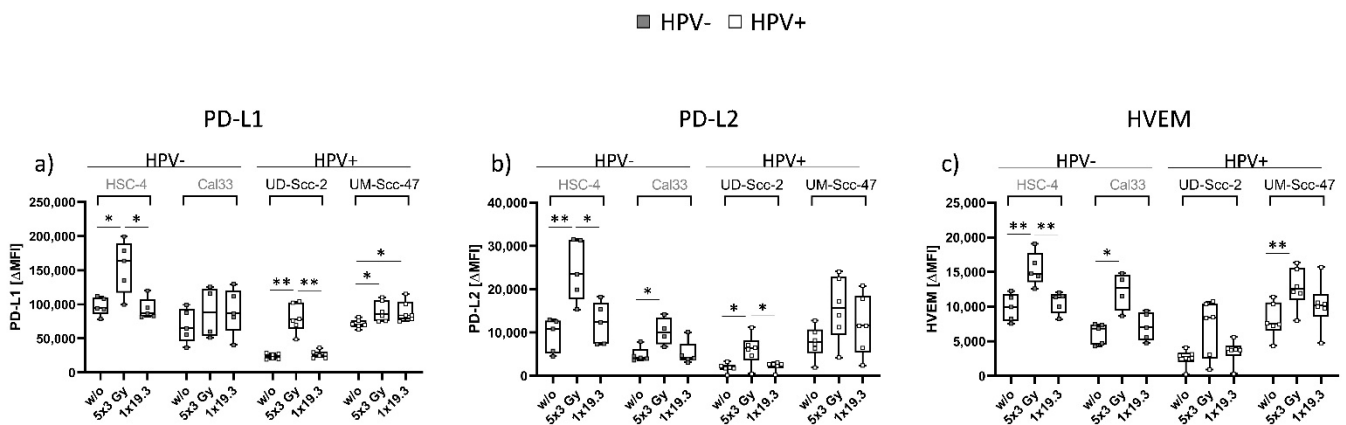 HPV- HPV+
PD-L1 PD-L2 HVEM
a) HPV- HPV+
HSC-4 Cal33 UD-Scc-2 UM-Scc-47
PD-L1 [ΔMFI]
250,000
200,000
150,000
100,000
50,000
0
* *
** **
*
*
w/o 5x3 Gy 1x19.3 w/o 5x3 Gy 1x19.3 w/o 5x3 Gy 1x19.3 w/o 5x3 Gy 1x19.3
b) HPV- HPV+
HSC-4 Cal33 UD-Scc-2 UM-Scc-47
PD-L2 [ΔMFI]
40,000
30,000
20,000
10,000
0
** *
*
* *
w/o 5x3 Gy 1x19.3 w/o 5x3 Gy 1x19.3 w/o 5x3 Gy 1x19.3 w/o 5x3 Gy 1x19.3
c) HPV- HPV+
HSC-4 Cal33 UD-Scc-2 UM-Scc-47
HVEM [ΔMFI]
25,000
20,000
15,000
10,000
5,000
0
** **
*
**
w/o 5x3 Gy 1x19.3 w/o 5x3 Gy 1x19.3 w/o 5x3 Gy 1x19.3 w/o 5x3 Gy 1x19.3